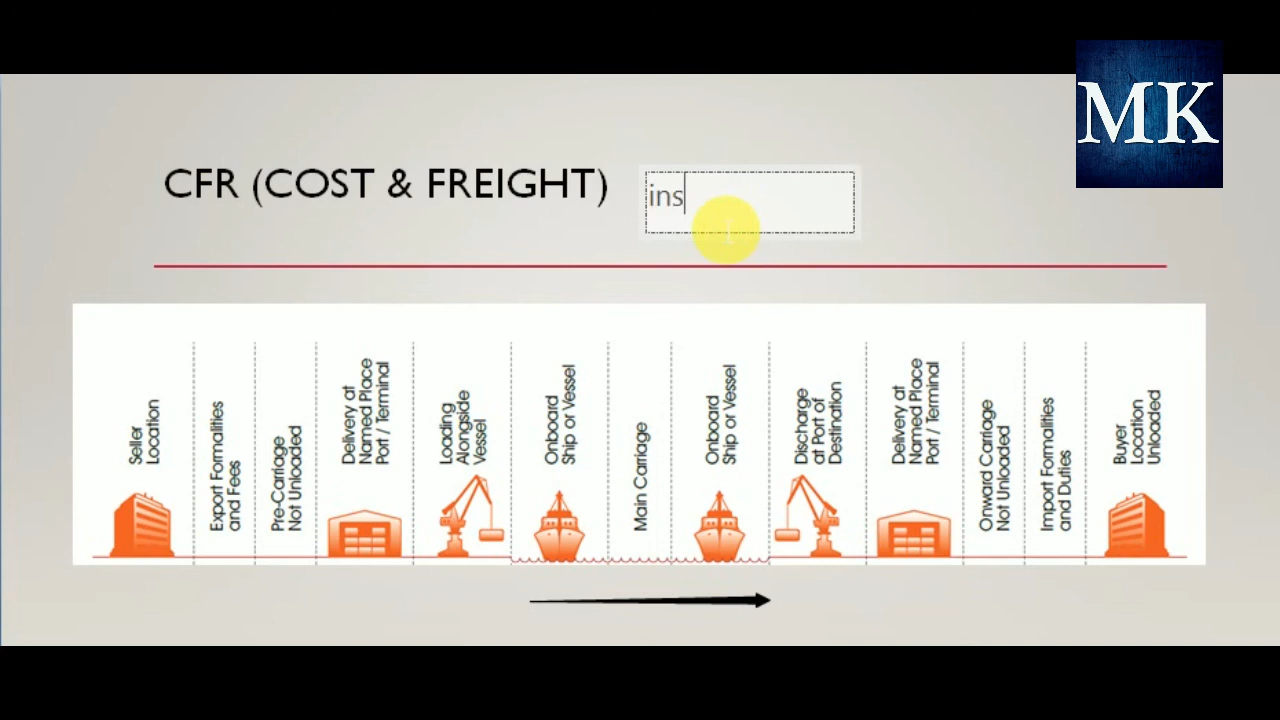 MK
CFR (COST & FREIGHT)
ins
Seller
Location
Export Formalities
and Fees
Pre-Carriage
Not Unloaded
Delivery at
Named Place
Port / Terminal
Loading
Alongside
Vessel
Onboard
Ship or Vessel
Main Carriage
Onboard
Ship or Vessel
Discharge
at Port of
Destination
Delivery at
Named Place
Port / Terminal
Onward Carriage
Not Unloaded
Import Formalities
and Duties
Buyer
Location
Unloaded